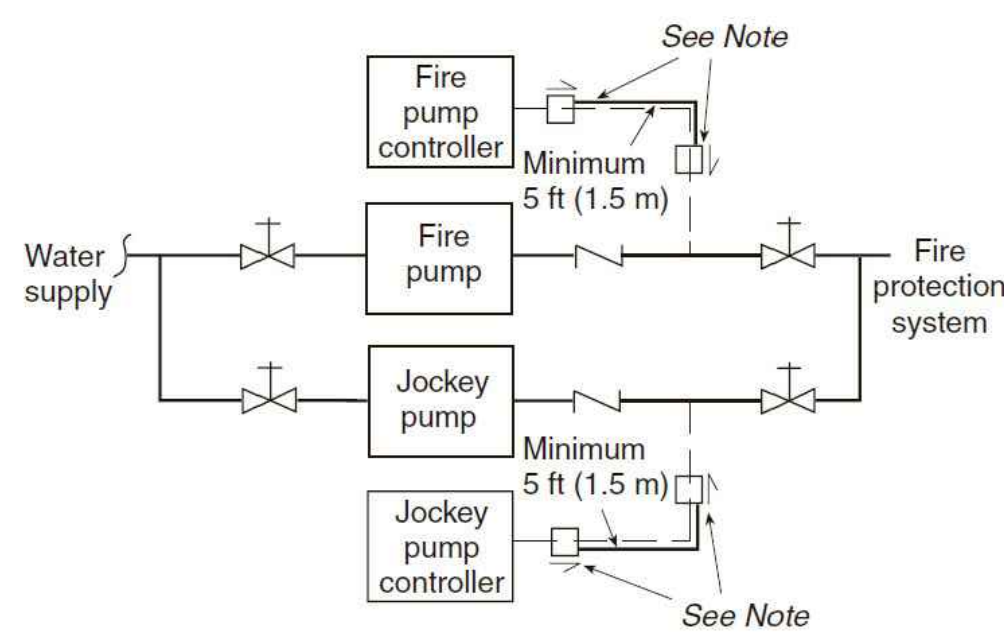 See Note
Fire
pump
controller
Minimum
5 ft (1.5 m)
Water
supply
Fire
pump
Fire
protection
system
Jockey
pump
Minimum
5 ft (1.5 m)
Jockey
pump
controller
See Note